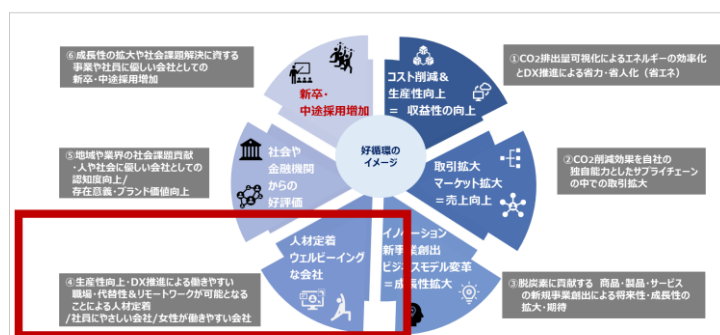 ⑥成長性の拡大や社会課題解決に資する
事業や社員に優しい会社としての
新卒・中途採用増加
新卒・
中途採用増加
コスト削減＆
生産性向上
＝ 収益性の向上
①CO2排出量可視化によるエネルギーの効率化
とDX推進による省力・省人化（省エネ）
好循環の
イメージ
⑤地域や業界の社会課題貢献
・人や社会に優しい会社としての
認知度向上/
存在意義・ブランド価値向上
社会や
金融機関
からの
好評価
取引拡大
マーケット拡大
＝売上向上
②CO2削減効果を自社の
独自能力としたサプライチェーン
の中での取引拡大
④生産性向上・DX推進による働きやすい
職場・代替性＆リモートワークが可能となる
ことによる人材定着
/社員にやさしい会社/女性が働きやすい会社
人材定着
ウェルビーイング
な会社
イノベーション
新事業創出
ビジネスモデル変革
＝成長性拡大
③脱炭素に貢献する 商品・製品・サービス
の新規事業創出による将来性・成長性の
拡大・期待